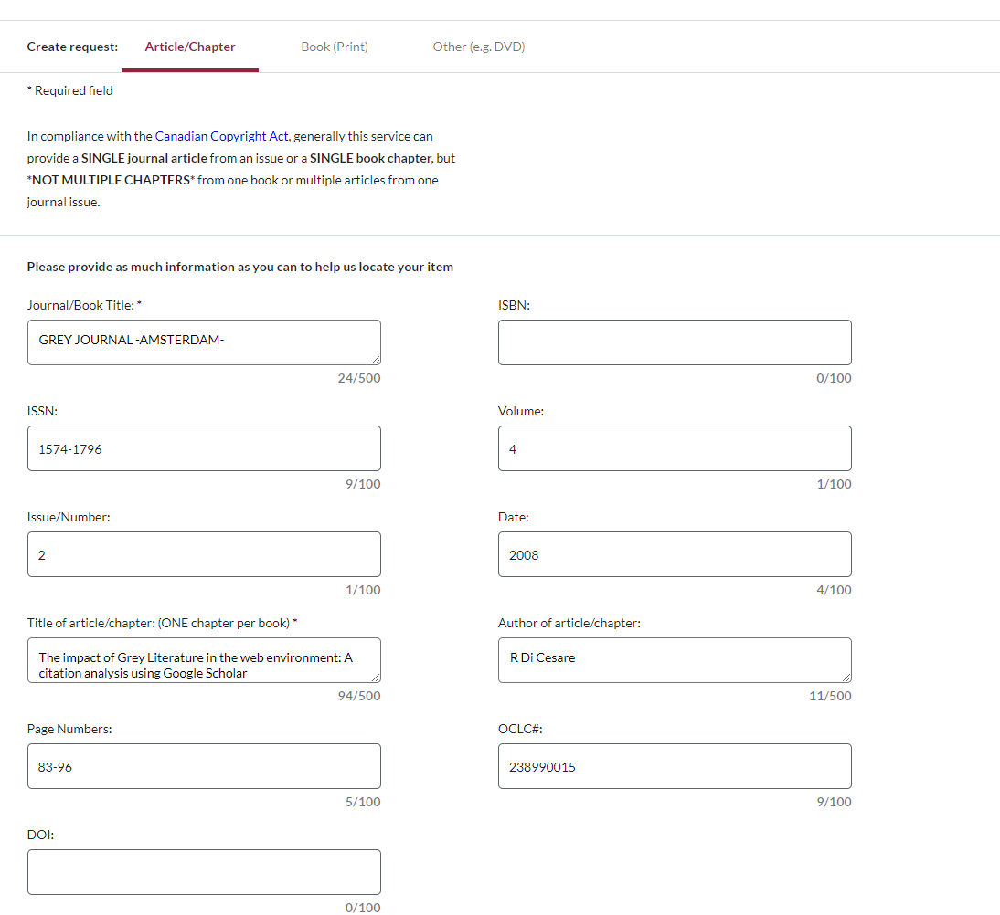 Create request: Article/Chapter Book (Print) Other (e.g. DVD)
* Required field
In compliance with the Canadian Copyright Act, generally this service can
provide a SINGLE journal article from an issue or a SINGLE book chapter, but
*NOT MULTIPLE CHAPTERS* from one book or multiple articles from one
journal issue.
Please provide as much information as you can to help us locate your item
Journal/Book Title: *
GREY JOURNAL -AMSTERDAM-
24/500
ISBN:
0/100
ISSN:
1574-1796
9/100
Volume:
4
1/100
Issue/Number:
2
1/100
Date:
2008
4/100
Title of article/chapter: (ONE chapter per book) *
The impact of Grey Literature in the web environment: A
citation analysis using Google Scholar
94/500
Author of article/chapter:
R Di Cesare
11/500
Page Numbers:
83-96
5/100
OCLC#:
238990015
9/100
DOI:
0/100